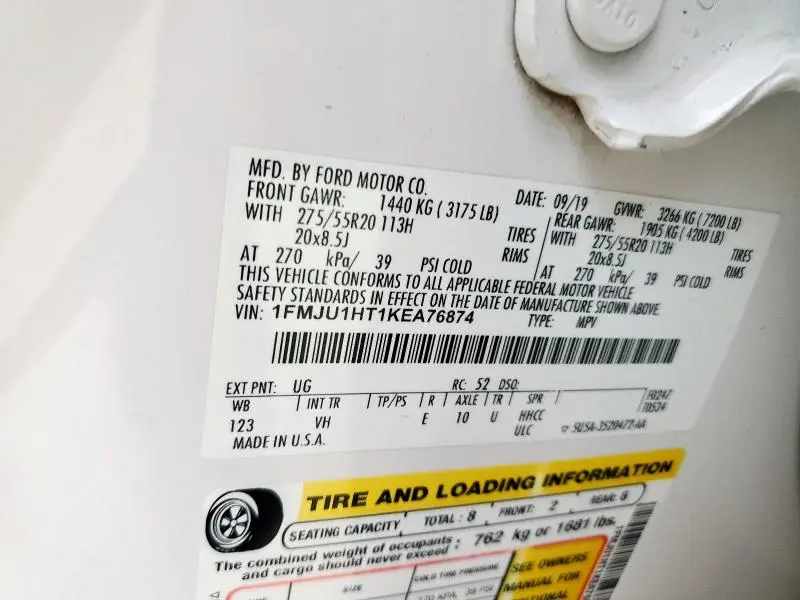 MFD. BY FORD MOTOR CO.
DATE: 09/19 GVWR: 3266 KG ( 7200 LB)
FRONT GAWR: 1440 KG ( 3175 LB) REAR GAWR: 1905 KG ( 4200 LB)
WITH 275/55R20 113H TIRES WITH 275/55R20 113H TIRES
20x8.5J RIMS 20x8.5J RIMS
AT 270 kPa/ 39 PSI COLD AT 270 kPa/ 39 PSI COLD
THIS VEHICLE CONFORMS TO ALL APPLICABLE FEDERAL MOTOR VEHICLE
SAFETY STANDARDS IN EFFECT ON THE DATE OF MANUFACTURE SHOWN ABOVE.
VIN: 1FMJU1HT1KEA76874 TYPE: MPV
EXT PNT: UG RC: 52 DSO:
WB INT TR TP/PS R AXLE TR SPR
123 VH E 10 U HHCC
ULC
MADE IN U.S.A.
TIRE AND LOADING INFORMATION
SEATING CAPACITY TOTAL : 8 FRONT: 2 REAR: 6
The combined weight of occupants and cargo should never exceed : 762 kg or 1681 lbs.
SIZE COLD TIRE PRESSURE
SEE OWNERS
MANUAL FOR